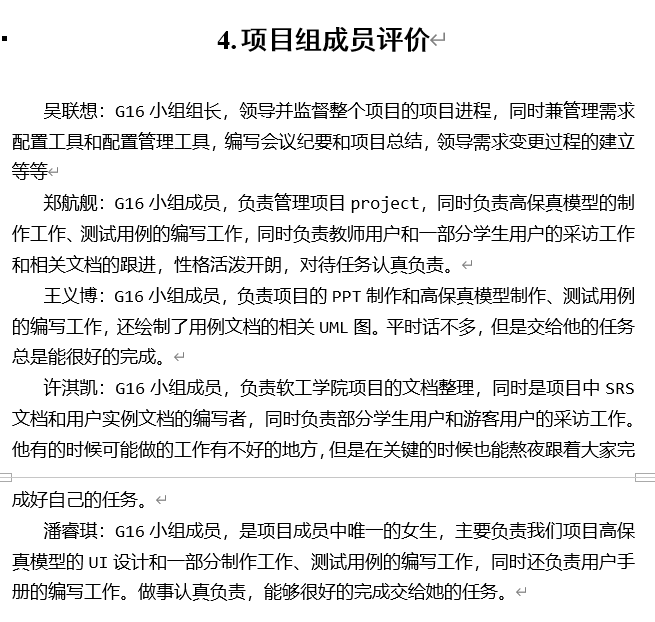 4.项目组成员评价
吴联想：G16 小组组长，领导并监督整个项目的项目进程，同时兼管理需求
配置工具和配置管理工具，编写会议纪要和项目总结，领导需求变更过程的建立
等等
郑航舰：G16 小组成员，负责管理项目 project，同时负责高保真模型的制
作工作、测试用例的编写工作，同时负责教师用户和一部分学生用户的采访工作
和相关文档的跟进，性格活泼开朗，对待任务认真负责。
王义博：G16 小组成员，负责项目的 PPT 制作和高保真模型制作、测试用例
的编写工作，还绘制了用例文档的相关 UML 图。平时话不多，但是交给他的任务
总是能很好的完成。
许淇凯：G16 小组成员，负责软工学院项目的文档整理，同时是项目中 SRS
文档和用户实例文档的编写者，同时负责部分学生用户和游客用户的采访工作。
他有的时候可能做的工作有不好的地方，但是在关键的时候也能熬夜跟着大家完
成好自己的任务。
潘睿琪：G16 小组成员，是项目成员中唯一的女生，主要负责我们项目高保
真模型的 UI 设计和一部分制作工作、测试用例的编写工作，同时还负责用户手
册的编写工作。做事认真负责，能够很好的完成交给她的任务。